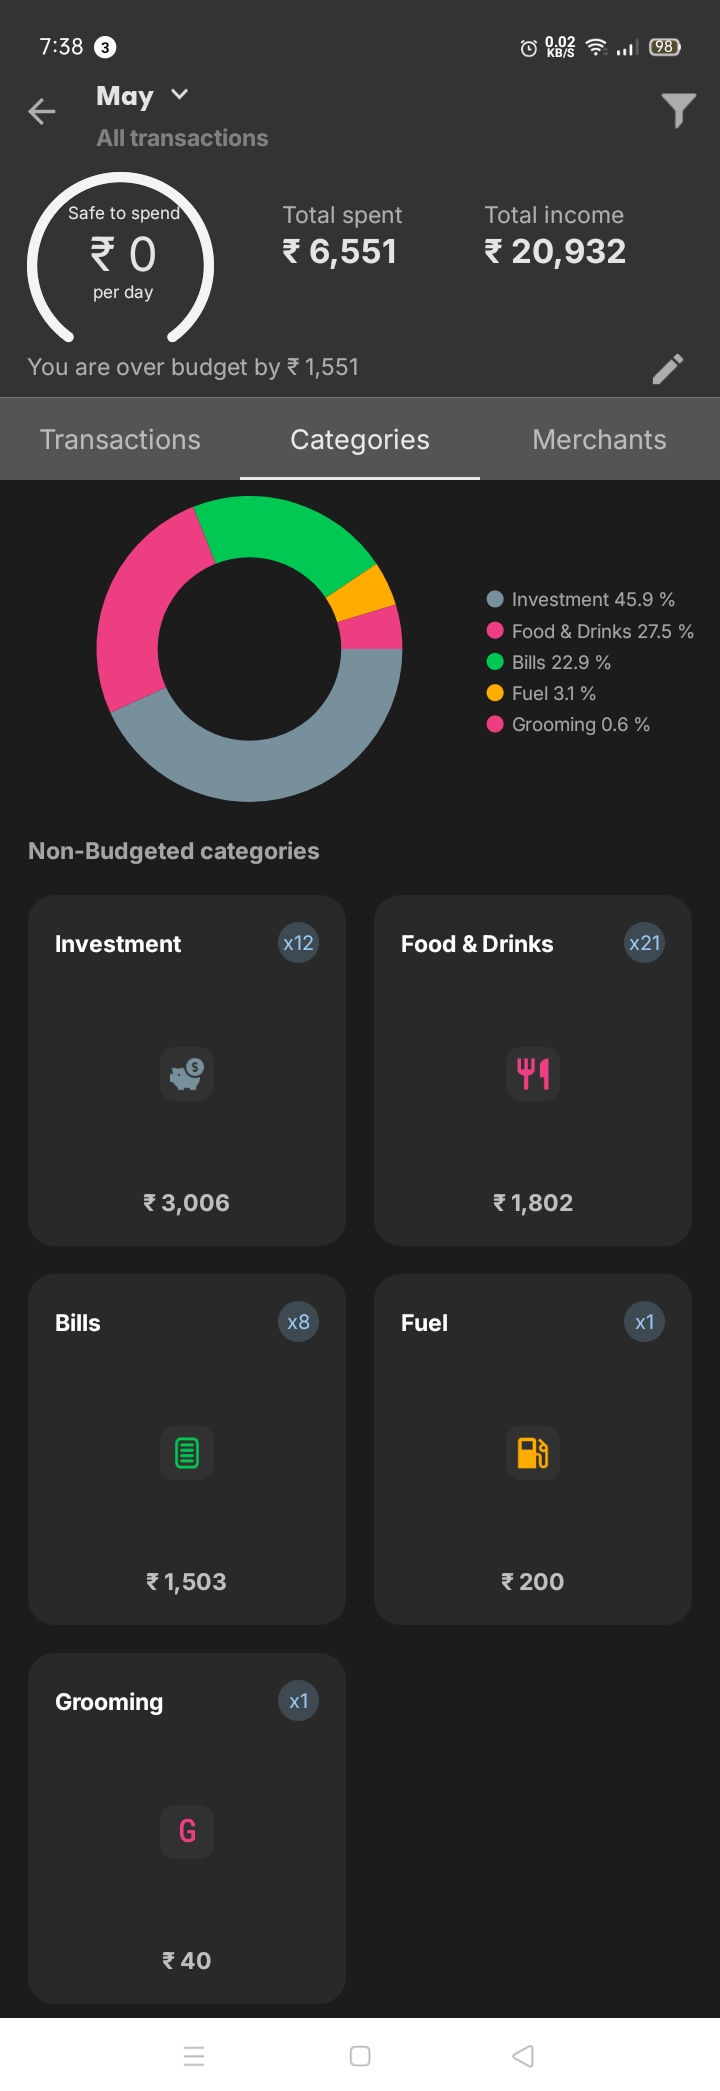 7:38 3 0.02 KB/S 98
May
All transactions
Safe to spend
₹ 0
per day
Total spent
₹ 6,551
Total income
₹ 20,932
You are over budget by ₹ 1,551
Transactions Categories Merchants
Investment 45.9 %
Food & Drinks 27.5 %
Bills 22.9 %
Fuel 3.1 %
Grooming 0.6 %
Non-Budgeted categories
Investment x12
$
₹ 3,006
Food & Drinks x21
₹ 1,802
Bills x8
₹ 1,503
Fuel x1
₹ 200
Grooming x1
G
₹ 40